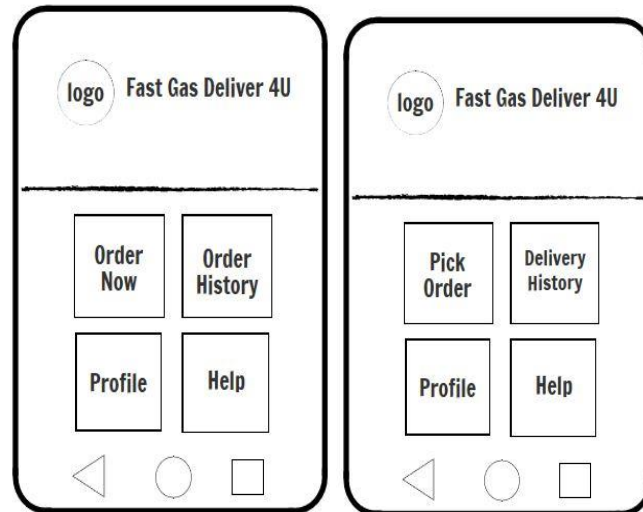 logo
Fast Gas Deliver 4U
Order
Now
Order
History
Profile
Help
logo
Fast Gas Deliver 4U
Pick
Order
Delivery
History
Profile
Help